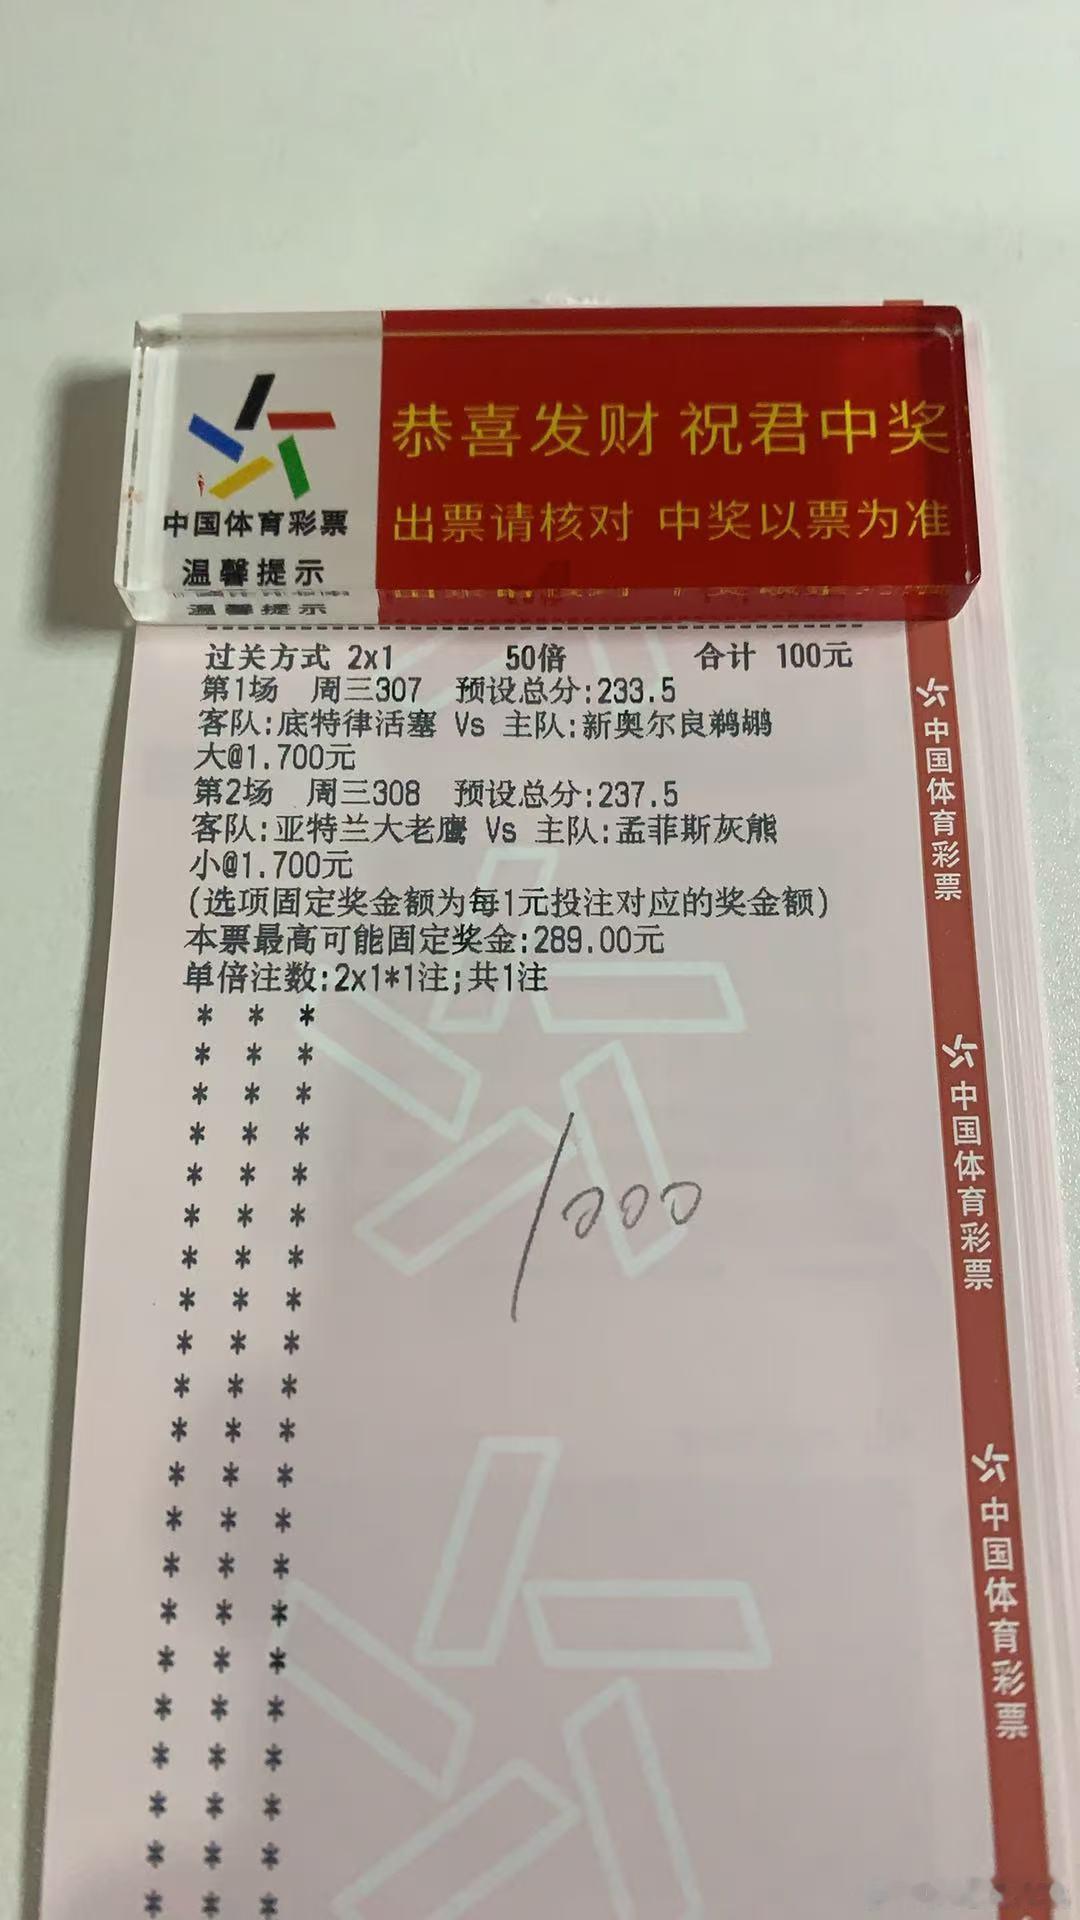 恭喜发财 祝君中奖
出票请核对 中奖以票为准
中国体育彩票
温馨提示
过关方式 2x1 50倍 合计 100元
第1场 周三307 预设总分:233.5
客队:底特律活塞 Vs 主队:新奥尔良鹈鹕
大@1.700元
第2场 周三308 预设总分:237.5
客队:亚特兰大老鹰 Vs 主队:孟菲斯灰熊
小@1.700元
(选项固定奖金额为每1元投注对应的奖金额)
本票最高可能固定奖金:289.00元
单倍注数:2x1*1注;共1注
1000
中国体育彩票
中国体育彩票
中国体育彩票